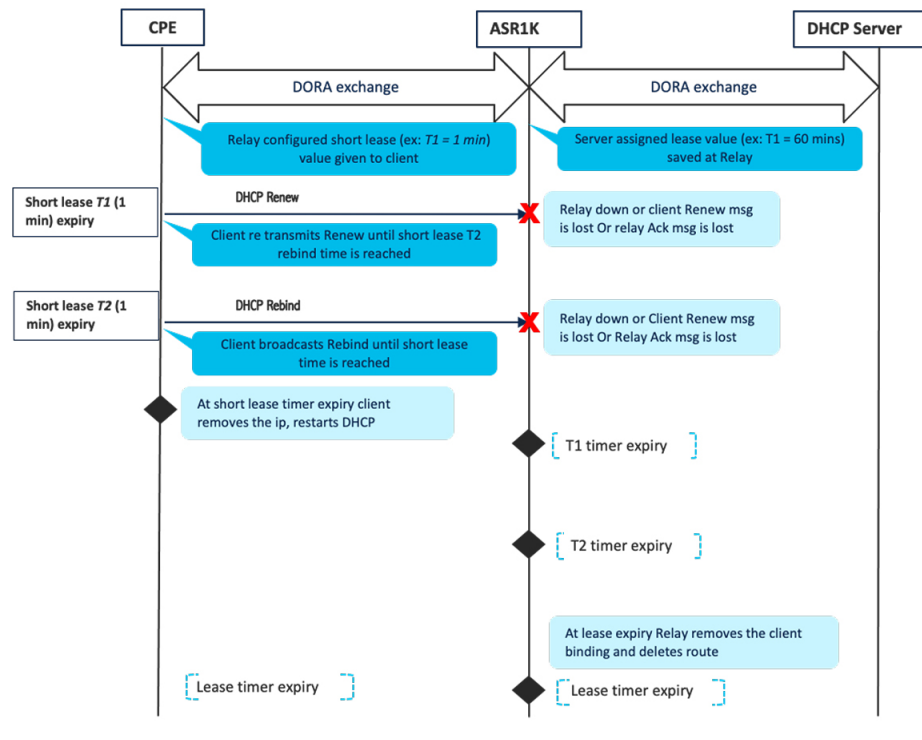 CPE
ASR1K
DHCP Server
DORA exchange
DORA exchange
Relay configured short lease (ex: T1 = 1 min)
value given to client
Server assigned lease value (ex: T1 = 60 mins)
saved at Relay
Short lease T1 (1
min) expiry
DHCP Renew
Relay down or client Renew msg
is lost Or relay Ack msg is lost
Client re transmits Renew until short lease T2
rebind time is reached
Short lease T2 (1
min) expiry
DHCP Rebind
Relay down or Client Renew msg
is lost Or Relay Ack msg is lost
Client broadcasts Rebind until short lease
time is reached
At short lease timer expiry client
removes the ip, restarts DHCP
T1 timer expiry
T2 timer expiry
At lease expiry Relay removes the client
binding and deletes route
Lease timer expiry
Lease timer expiry